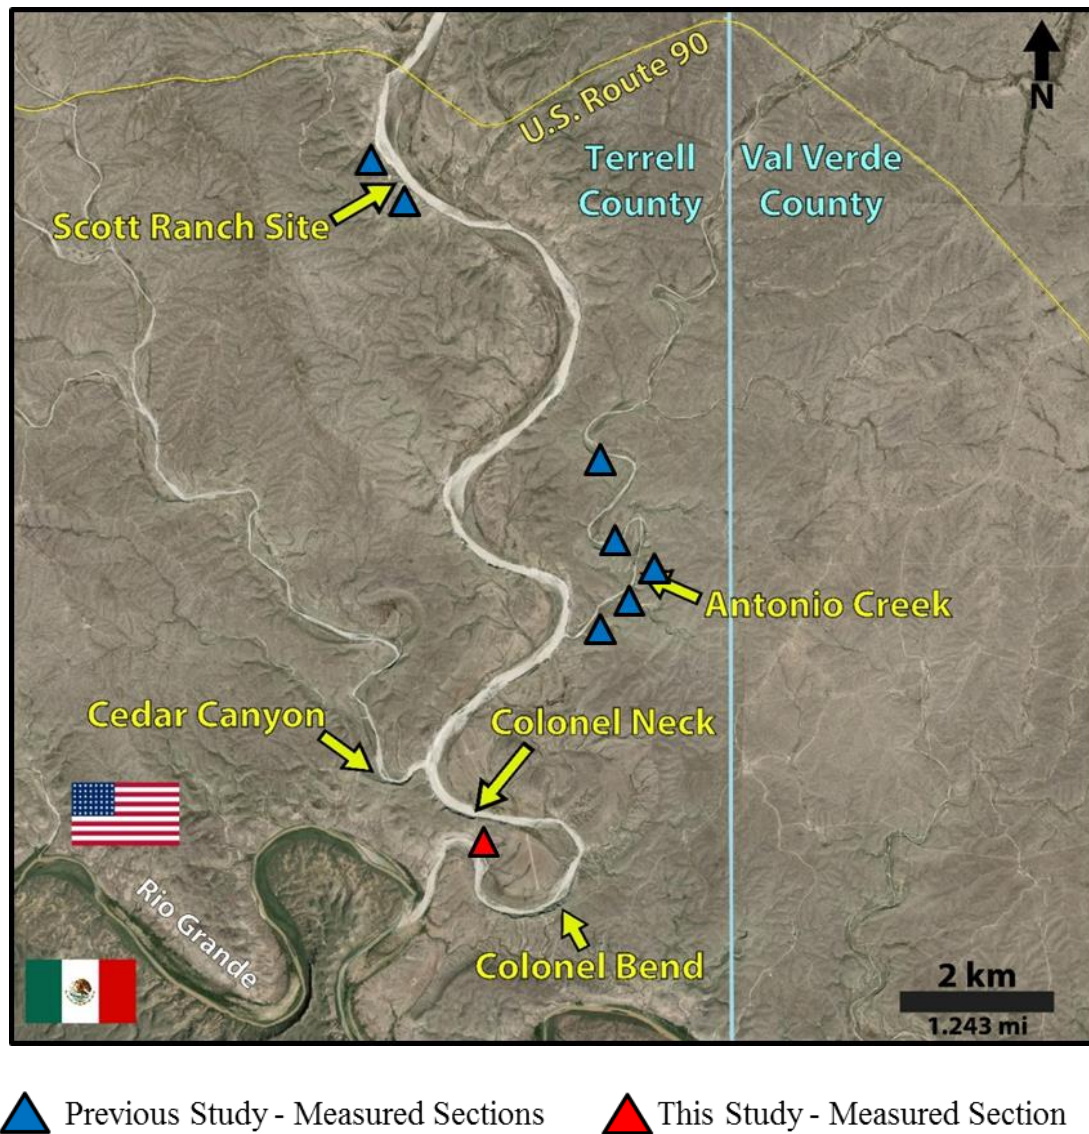 N
U.S. Route 90
Terrell
County
Val Verde
County
Scott Ranch Site
Antonio Creek
Cedar Canyon
Colonel Neck
Rio Grande
Colonel Bend
2 km
1.243 mi
Previous Study - Measured Sections
This Study - Measured Section